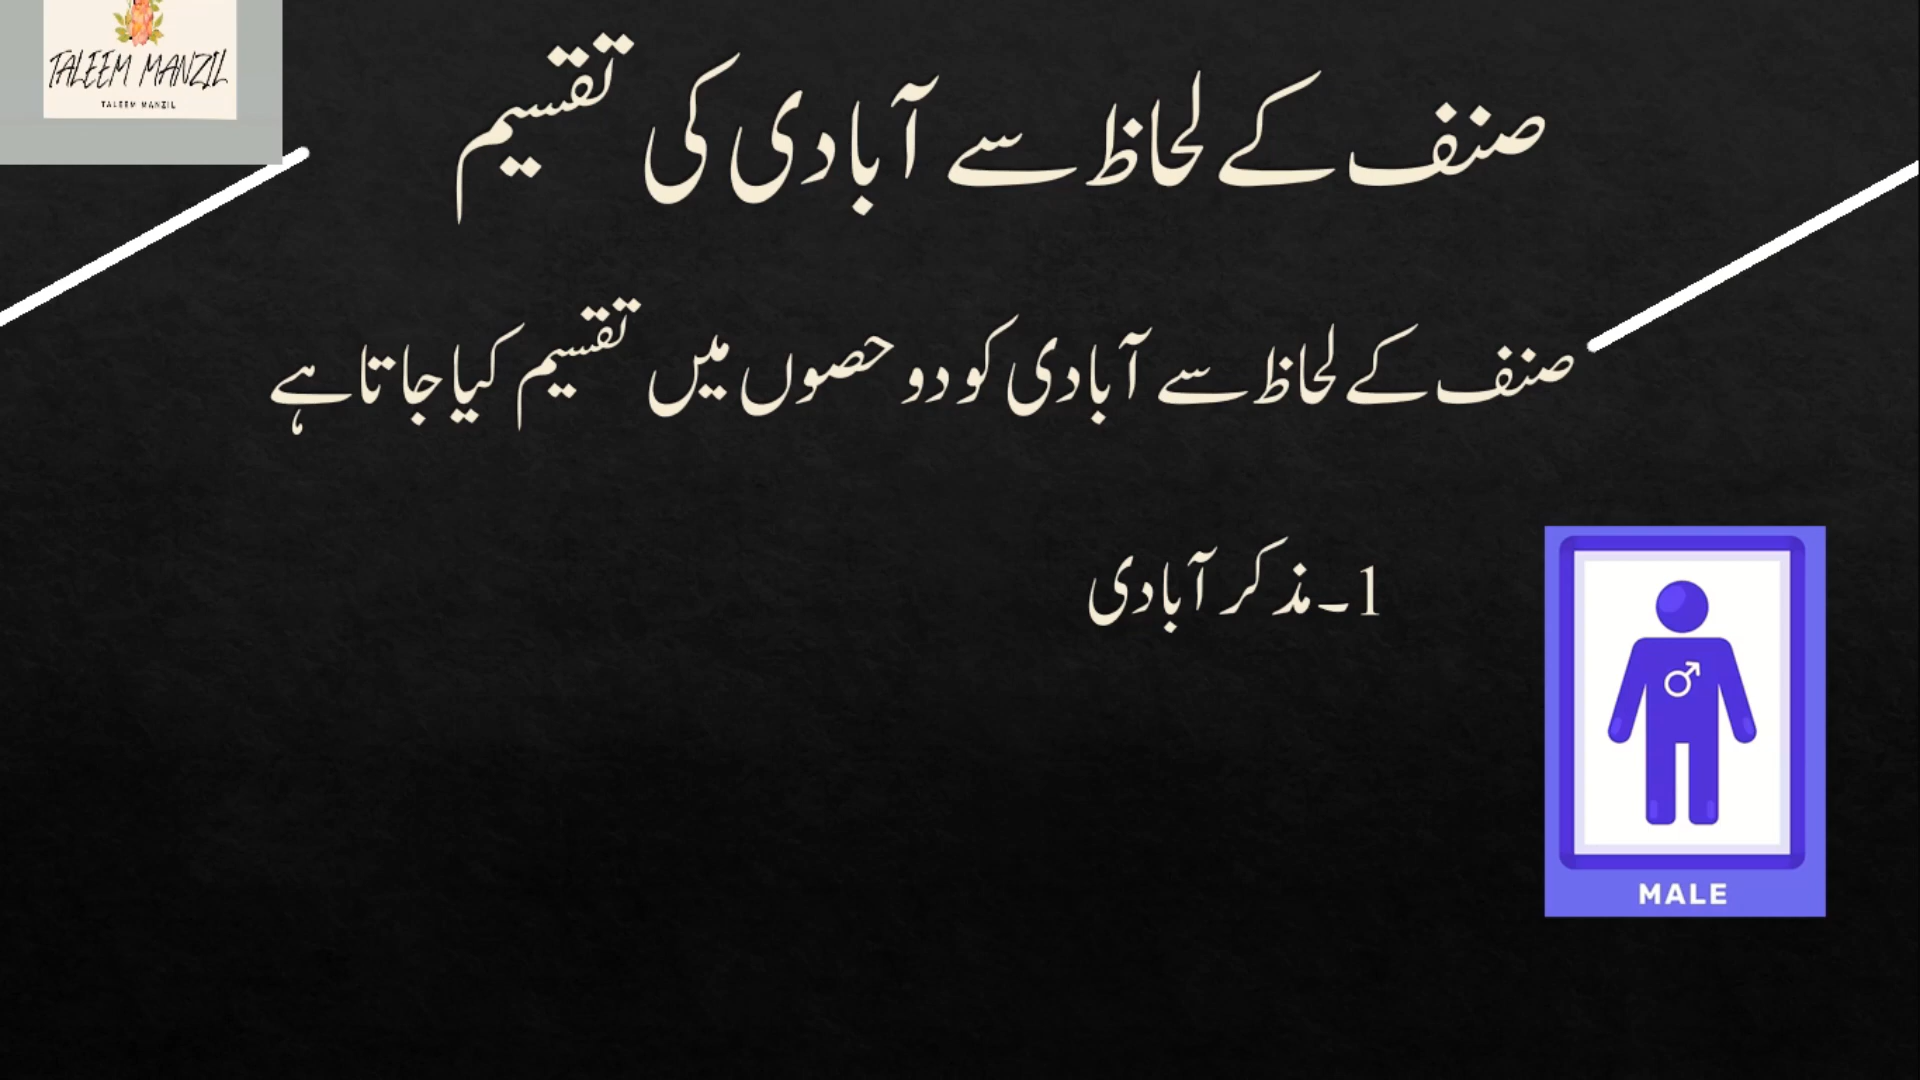 TALEEM MANZIL
TALEEM MANZIL
صنف کے لحاظ سے آبادی کی تقسیم
صنف کے لحاظ سے آبادی کو دو حصوں میں تقسیم کیا جاتا ہے
1۔مذکر آبادی
MALE